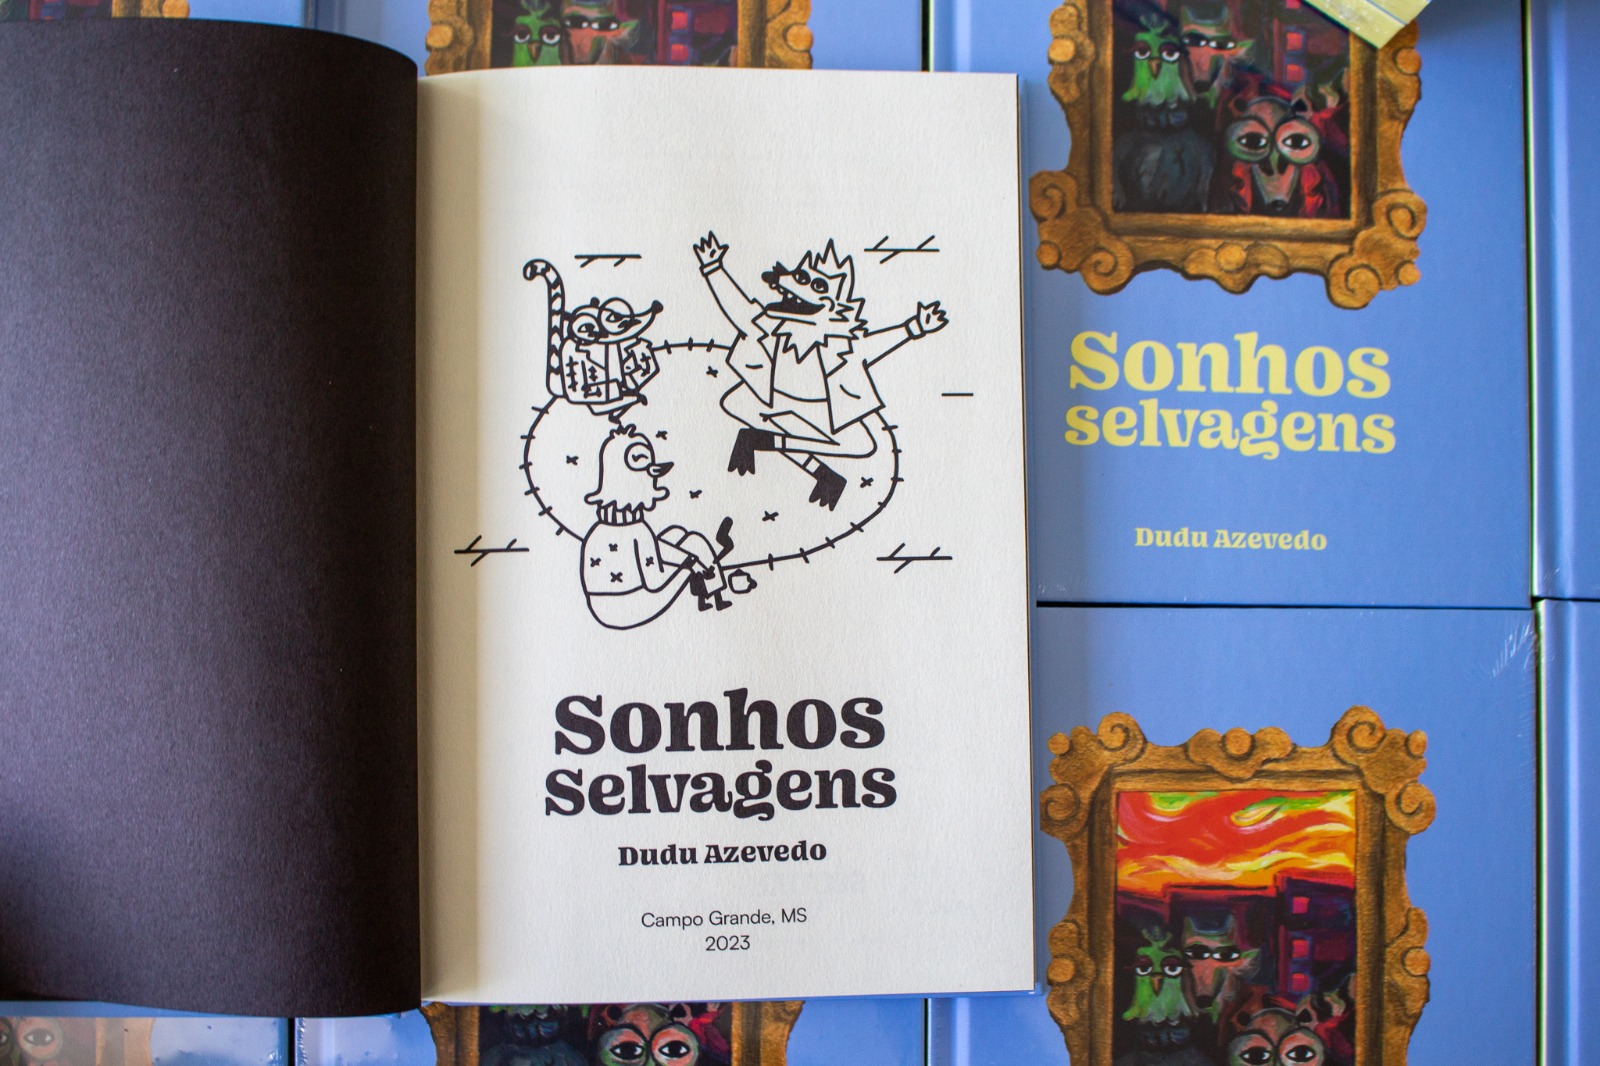 Sonhos
Selvagens
Dudu Azevedo
Campo Grande, MS
2023
Sonhos
selvagens
Dudu Azevedo